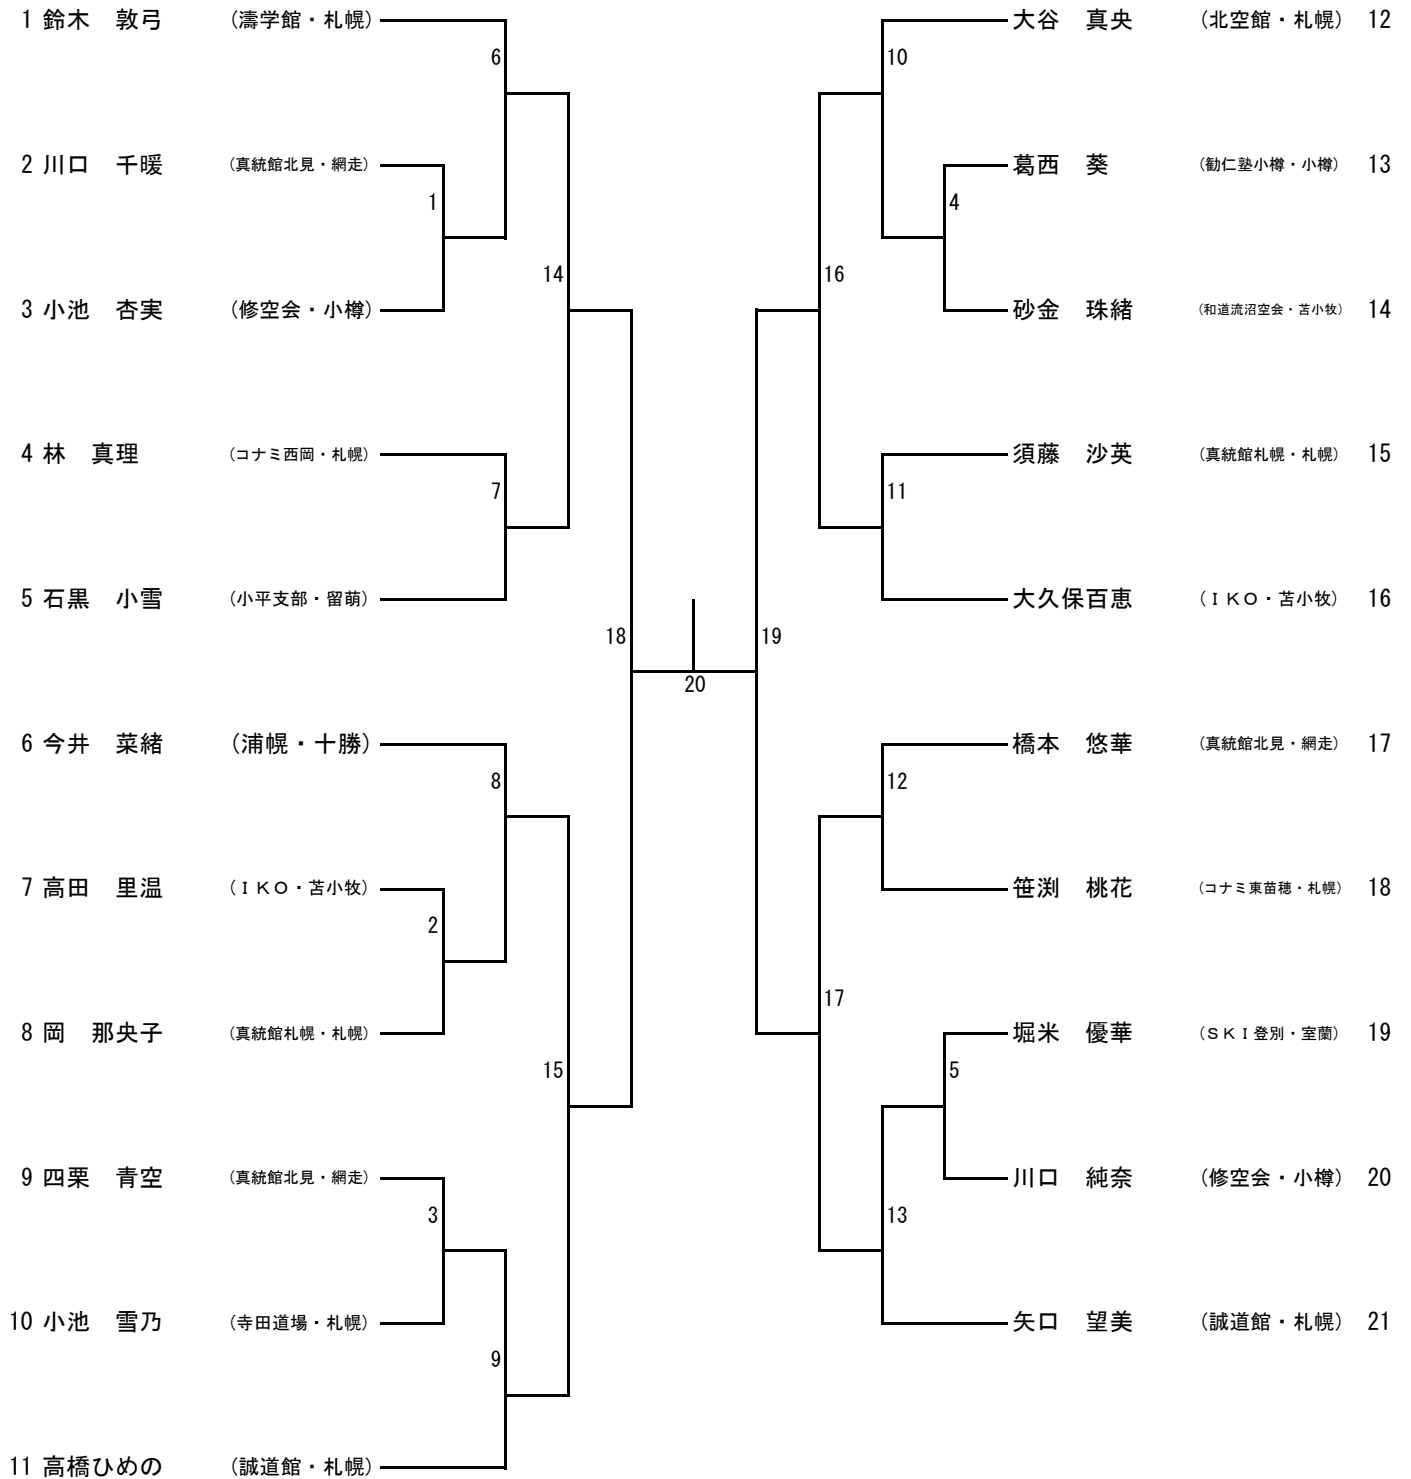 1 鈴木　敦弓 (濤学館・札幌)
6
2 川口　千暖 (真統館北見・網走)
1
3 小池　杏実 (修空会・小樽)
14
4 林　真理 (コナミ西岡・札幌)
7
5 石黒　小雪 (小平支部・留萌)
18
6 今井　菜緒 (浦幌・十勝)
8
7 高田　里温 (ＩＫＯ・苫小牧)
2
8 岡　那央子 (真統館札幌・札幌)
15
9 四栗　青空 (真統館北見・網走)
3
10 小池　雪乃 (寺田道場・札幌)
9
11 高橋ひめの (誠道館・札幌)
20
大谷　真央 (北空館・札幌) 12
10
葛西　葵 (勧仁塾小樽・小樽) 13
4
16
砂金　珠緒 (和道流沼空会・苫小牧) 14
須藤　沙英 (真統館札幌・札幌) 15
11
大久保百恵 (ＩＫＯ・苫小牧) 16
19
橋本　悠華 (真統館北見・網走) 17
12
笹渕　桃花 (コナミ東苗穂・札幌) 18
17
堀米　優華 (ＳＫＩ登別・室蘭) 19
5
川口　純奈 (修空会・小樽) 20
13
矢口　望美 (誠道館・札幌) 21